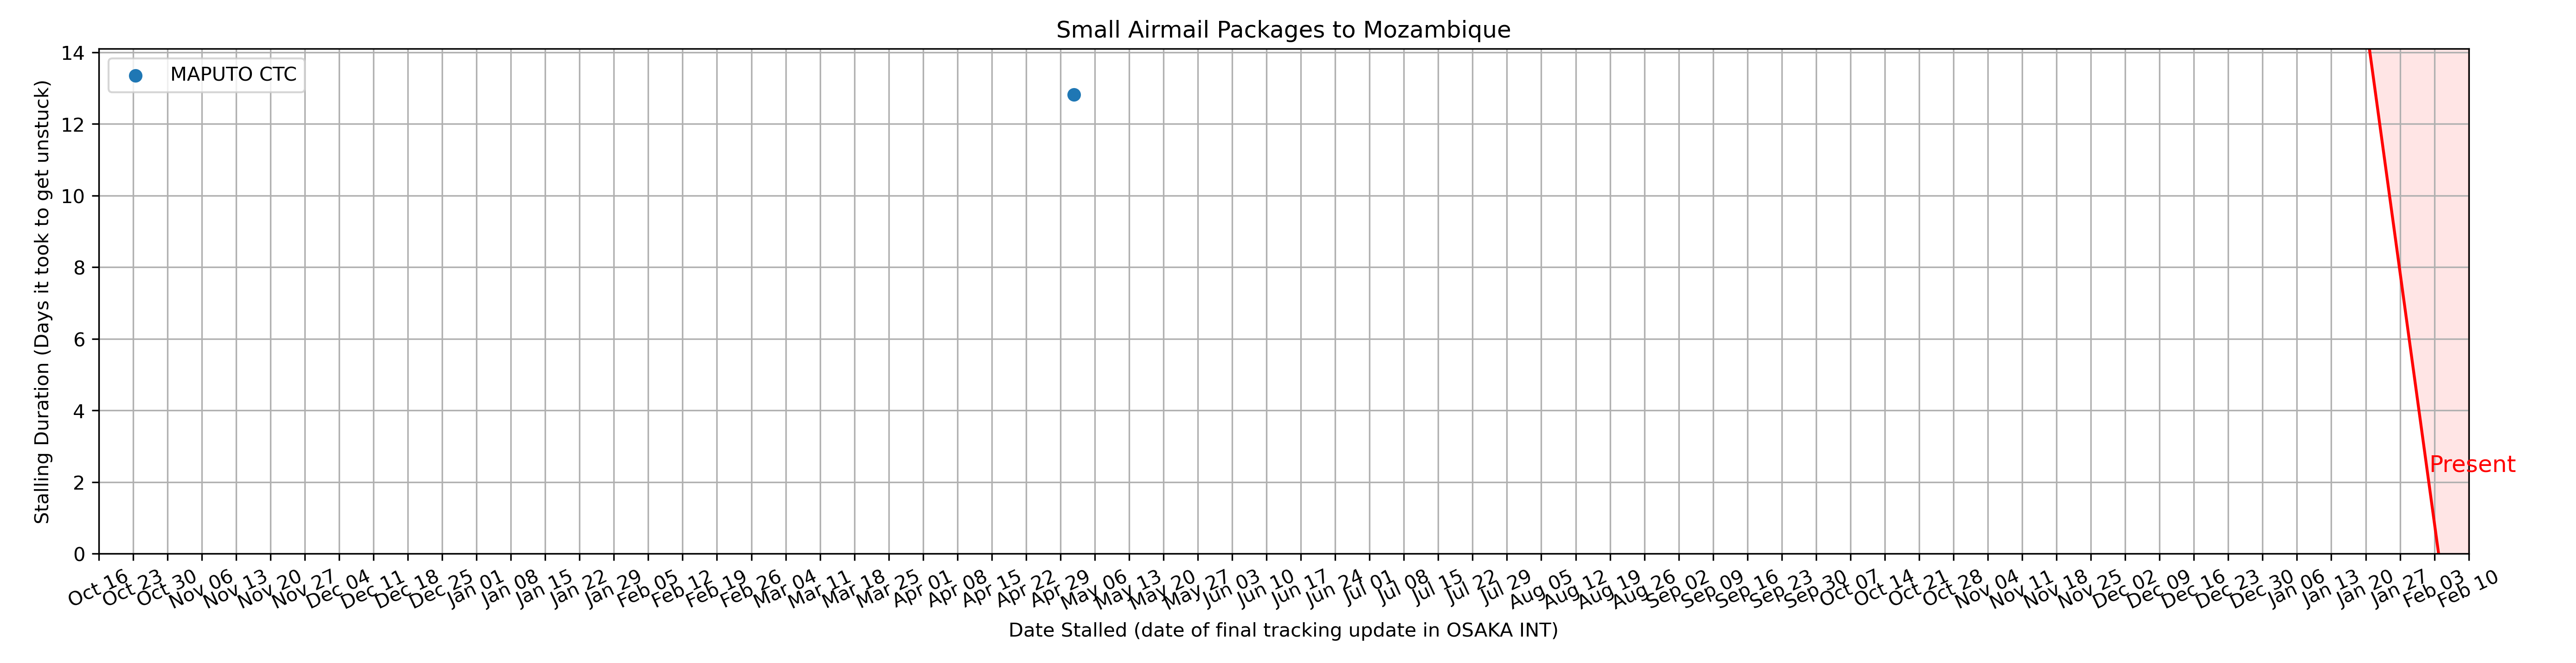 Small Airmail Packages to Mozambique
Stalling Duration (Days it took to get unstuck)
14
12
10
8
6
4
2
0
MAPUTO CTC
Present
Oct 16
Oct 23
Oct 30
Nov 06
Nov 13
Nov 20
Nov 27
Dec 04
Dec 11
Dec 18
Dec 25
Jan 01
Jan 08
Jan 15
Jan 22
Jan 29
Feb 05
Feb 12
Feb 19
Feb 26
Mar 04
Mar 11
Mar 18
Mar 25
Apr 01
Apr 08
Apr 15
Apr 22
Apr 29
May 06
May 13
May 20
May 27
Jun 03
Jun 10
Jun 17
Jun 24
Jul 01
Jul 08
Jul 15
Jul 22
Jul 29
Aug 05
Aug 12
Aug 19
Aug 26
Sep 02
Sep 09
Sep 16
Sep 23
Sep 30
Oct 07
Oct 14
Oct 21
Oct 28
Nov 04
Nov 11
Nov 18
Nov 25
Dec 02
Dec 09
Dec 16
Dec 23
Dec 30
Jan 06
Jan 13
Jan 20
Jan 27
Feb 03
Feb 10
Date Stalled (date of final tracking update in OSAKA INT)